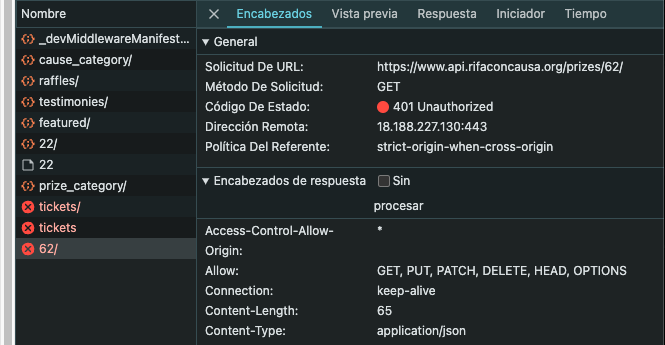 Nombre
Encabezados Vista previa Respuesta Iniciador Tiempo
_devMiddlewareManifest...
cause_category/
raffles/
testimonies/
featured/
22/
22
prize_category/
tickets/
tickets
62/
General
Solicitud De URL: https://www.api.rifaconcausa.org/prizes/62/
Método De Solicitud: GET
Código De Estado: 401 Unauthorized
Dirección Remota: 18.188.227.130:443
Política Del Referente: strict-origin-when-cross-origin
Encabezados de respuesta Sin
procesar
Access-Control-Allow- *
Origin:
Allow: GET, PUT, PATCH, DELETE, HEAD, OPTIONS
Connection: keep-alive
Content-Length: 65
Content-Type: application/json